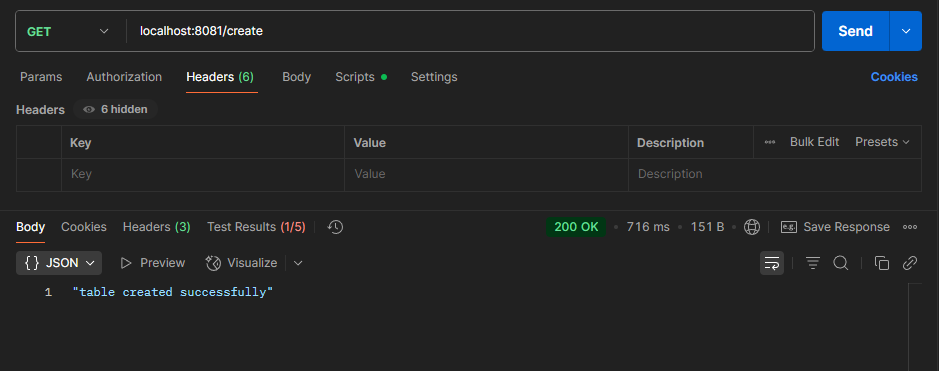 GET localhost:8081/create Send
Params Authorization Headers (6) Body Scripts Settings Cookies
Headers 6 hidden
Key Value Description Bulk Edit Presets
Key Value Description
Body Cookies Headers (3) Test Results (1/5) 200 OK 716 ms 151 B e.g. Save Response
{} JSON Preview Visualize
1 "table created successfully"